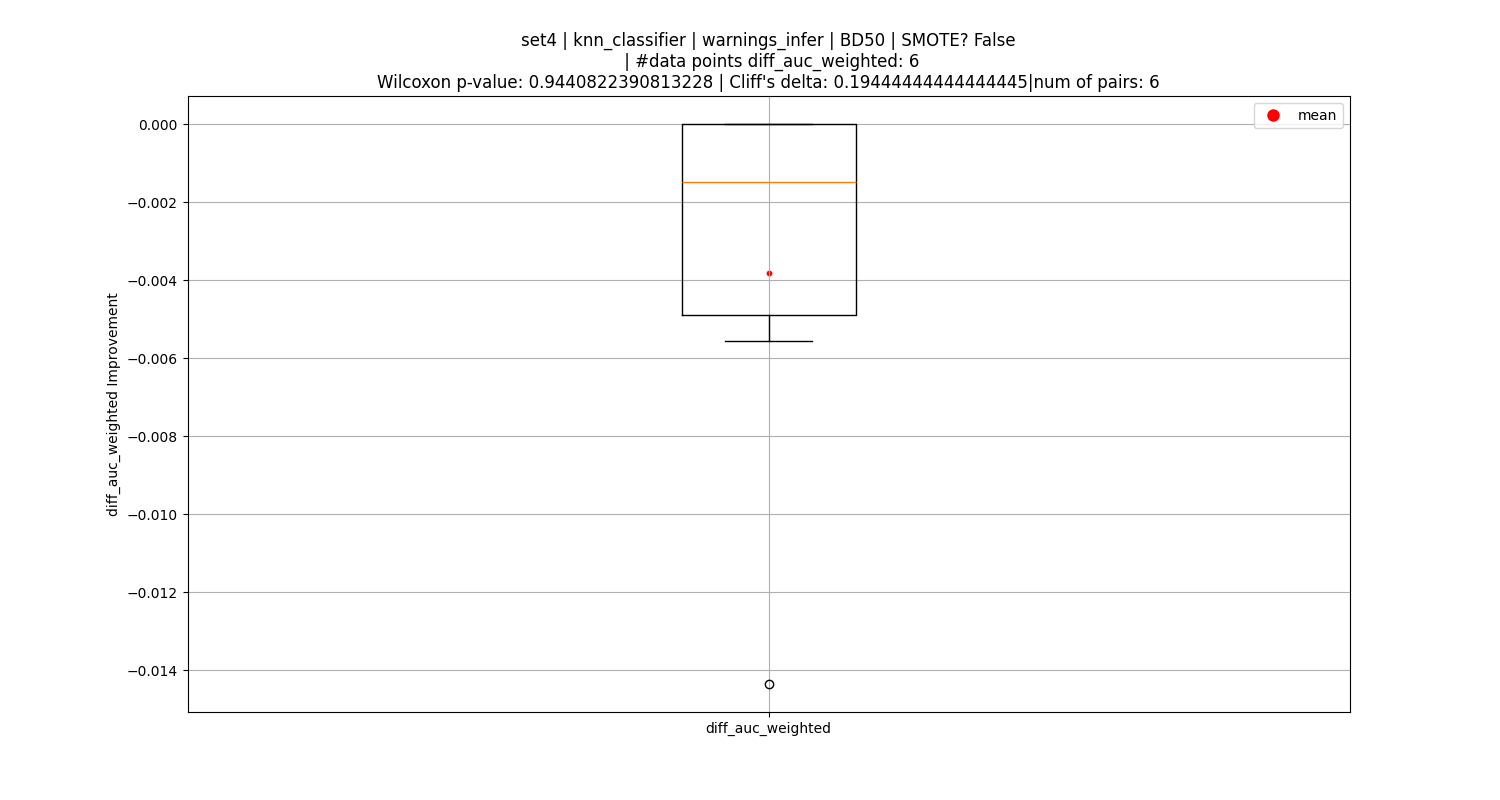 set4 | knn_classifier | warnings_infer | BD50 | SMOTE? False
| #data points diff_auc_weighted: 6
Wilcoxon p-value: 0.9440822390813228 | Cliff's delta: 0.19444444444444445|num of pairs: 6
mean
0.000
−0.002
−0.004
−0.006
−0.008
−0.010
−0.012
−0.014
diff_auc_weighted Improvement
diff_auc_weighted